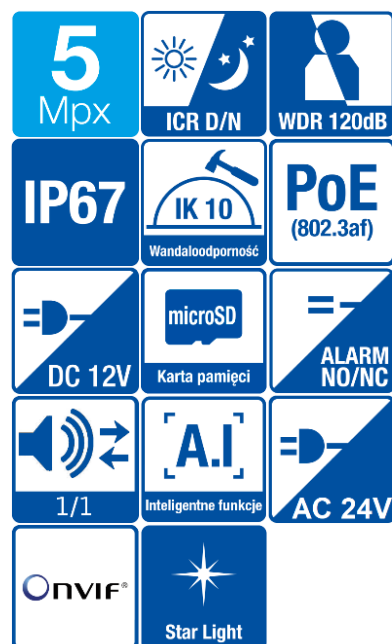 5
Mpx
ICR D/N
WDR 120dB
IP67
IK 10
Wandaloodporność
PoE
(802.3af)
DC 12V
microSD
Karta pamięci
ALARM
NO/NC
1/1
A.I
Inteligentne funkcje
AC 24V
ONVIF®
Star Light